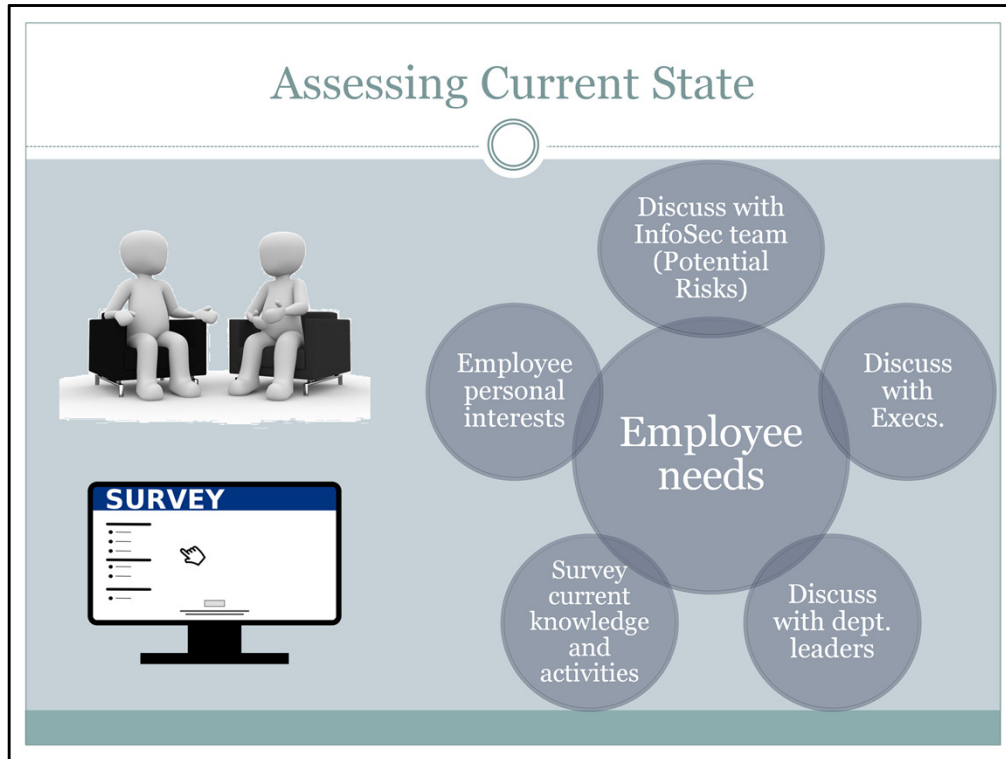 Assessing Current State
Discuss with
InfoSec team
(Potential
Risks)
Employee
personal
interests
Discuss
with
Execs.
Employee
needs
SURVEY
Survey
current
knowledge
and
activities
Discuss
with dept.
leaders